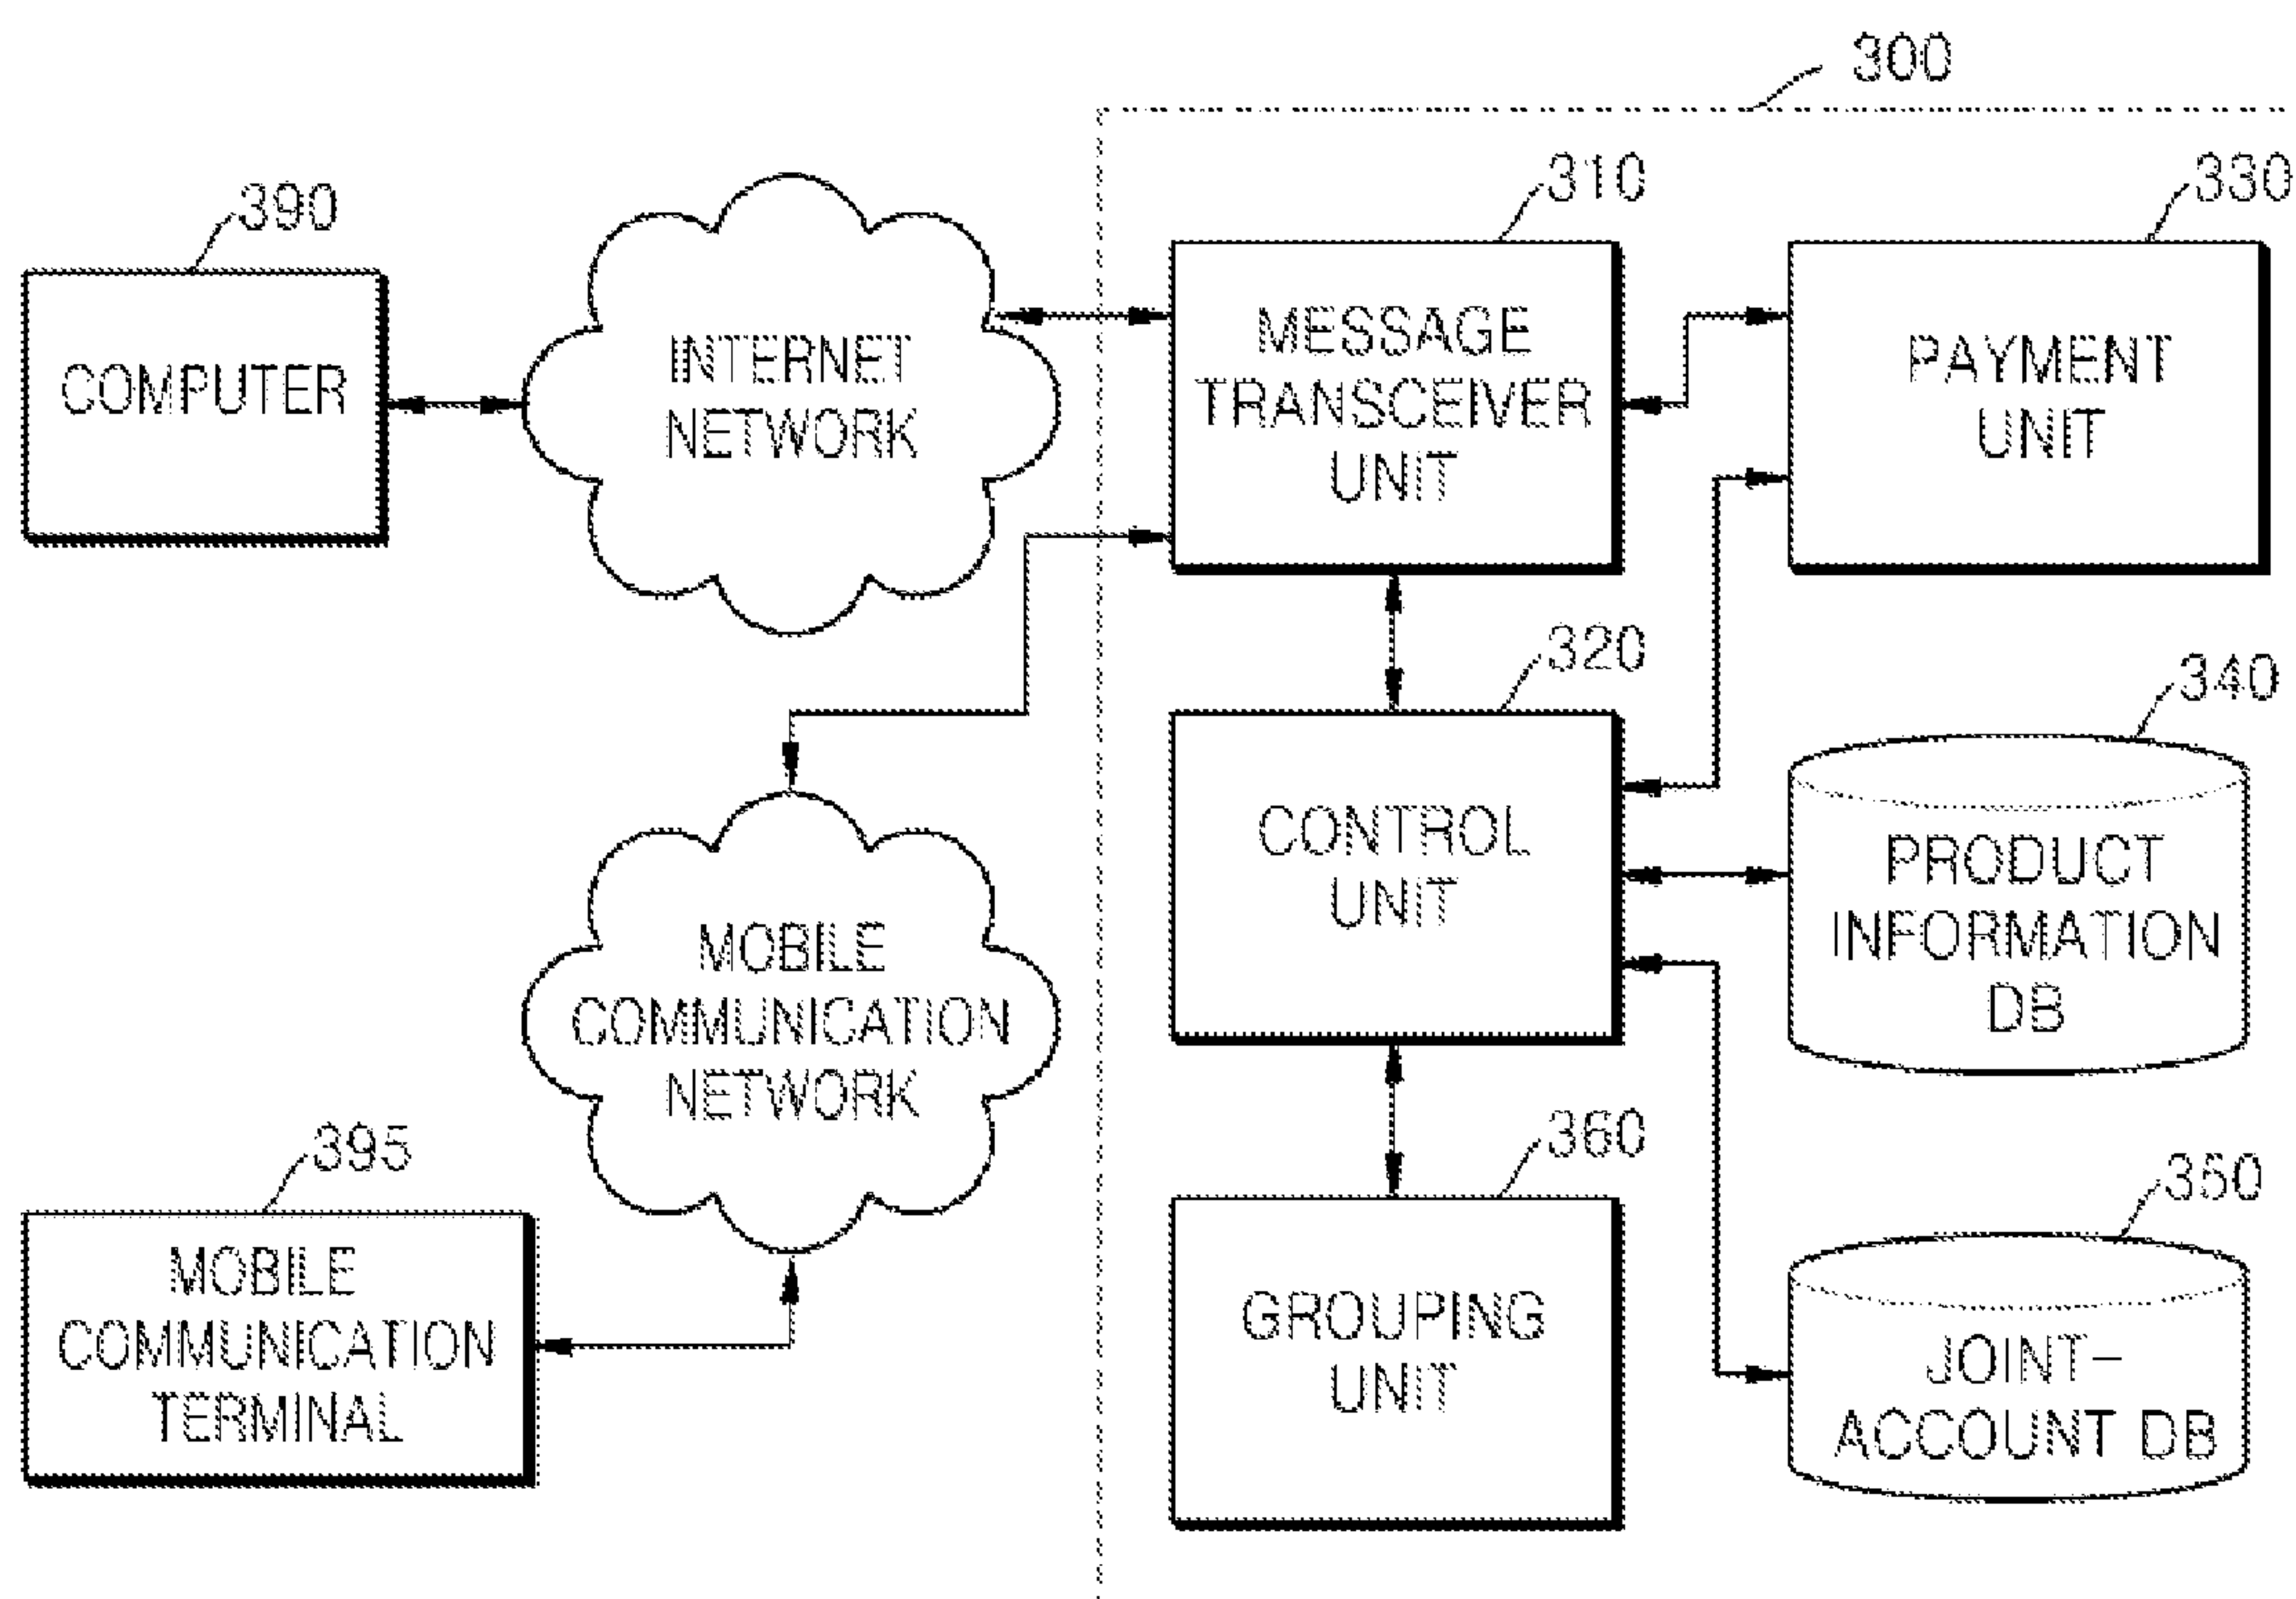 300
390
COMPUTER
INTERNET
NETWORK
310
MESSAGE
TRANSCEIVER
UNIT
330
PAYMENT
UNIT
320
CONTROL
UNIT
340
PRODUCT
INFORMATION
DB
MOBILE
COMMUNICATION
NETWORK
395
MOBILE
COMMUNICATION
TERMINAL
360
GROUPING
UNIT
350
JOINT-
ACCOUNT DB